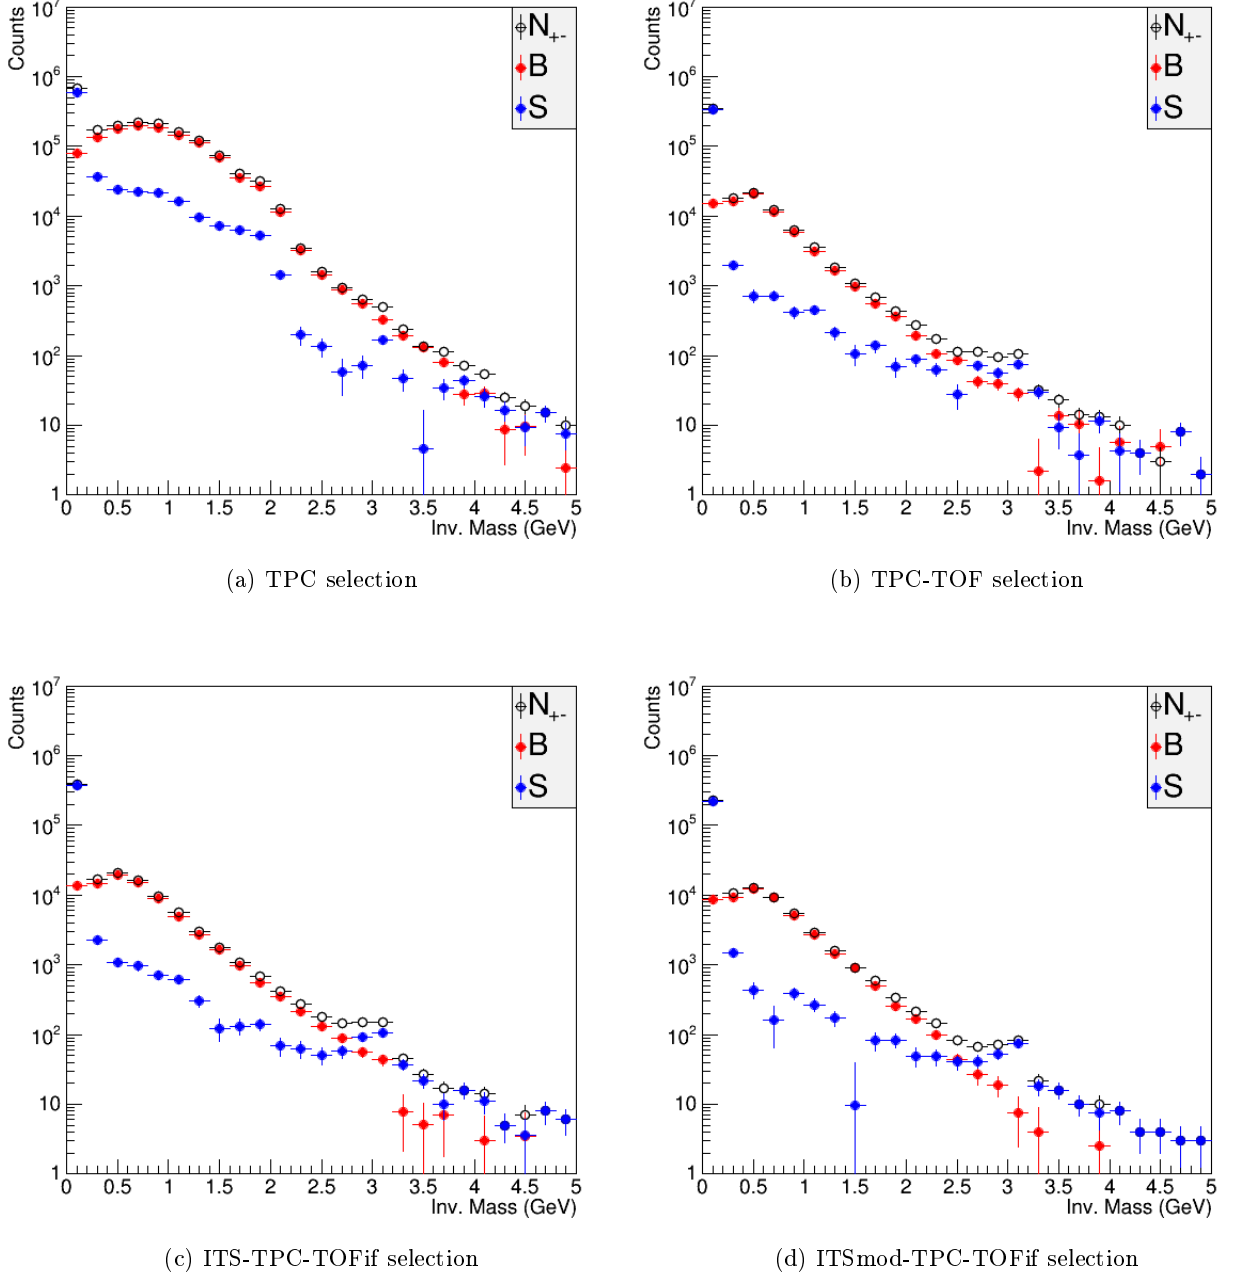 Counts
10^7
10^6
10^5
10^4
10^3
10^2
10
1
N+-
B
S
0 0.5 1 1.5 2 2.5 3 3.5 4 4.5 5
Inv. Mass (GeV)
(a) TPC selection
Counts
10^7
10^6
10^5
10^4
10^3
10^2
10
1
N+-
B
S
0 0.5 1 1.5 2 2.5 3 3.5 4 4.5 5
Inv. Mass (GeV)
(b) TPC-TOF selection
Counts
10^7
10^6
10^5
10^4
10^3
10^2
10
1
N+-
B
S
0 0.5 1 1.5 2 2.5 3 3.5 4 4.5 5
Inv. Mass (GeV)
(c) ITS-TPC-TOFif selection
Counts
10^7
10^6
10^5
10^4
10^3
10^2
10
1
N+-
B
S
0 0.5 1 1.5 2 2.5 3 3.5 4 4.5 5
Inv. Mass (GeV)
(d) ITSmod-TPC-TOFif selection